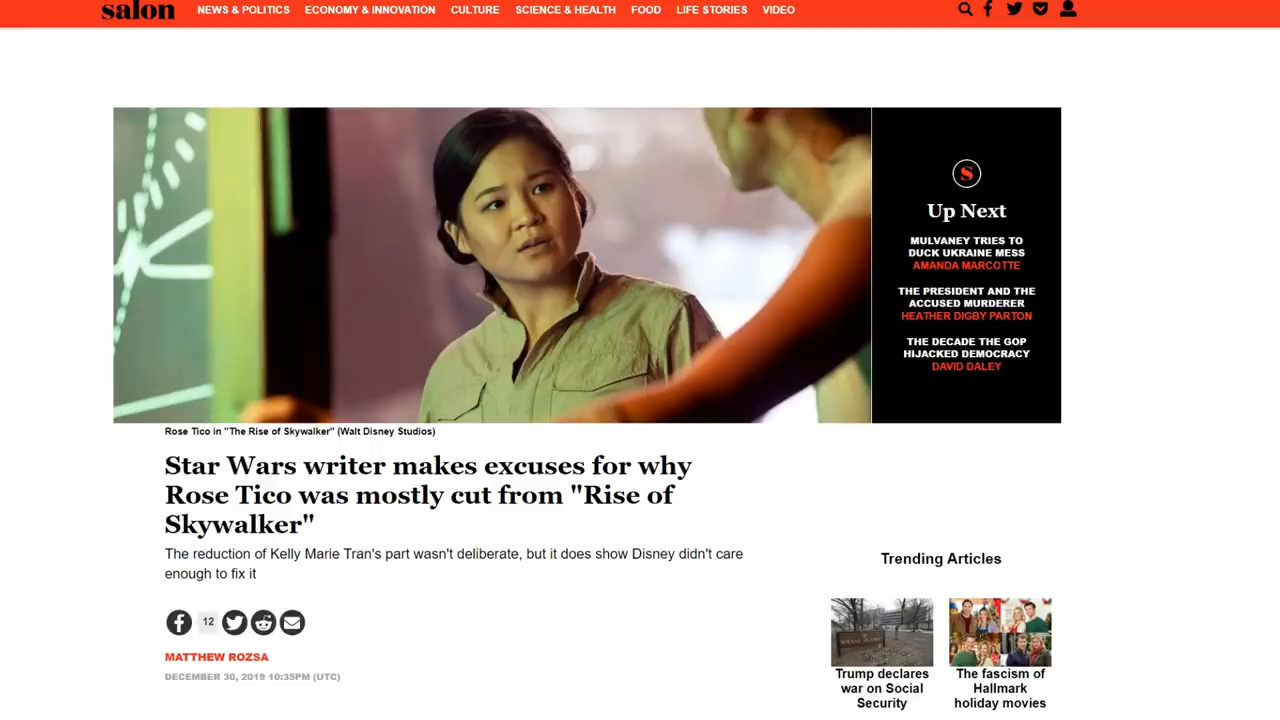 salon
NEWS & POLITICS ECONOMY & INNOVATION CULTURE SCIENCE & HEALTH FOOD LIFE STORIES VIDEO
S
Up Next
MULVANEY TRIES TO
DUCK UKRAINE MESS
AMANDA MARCOTTE
THE PRESIDENT AND THE
ACCUSED MURDERER
HEATHER DIGBY PARTON
THE DECADE THE GOP
HIJACKED DEMOCRACY
DAVID DALEY
Rose Tico in "The Rise of Skywalker" (Walt Disney Studios)
Star Wars writer makes excuses for why
Rose Tico was mostly cut from "Rise of
Skywalker"
The reduction of Kelly Marie Tran's part wasn't deliberate, but it does show Disney didn't care
enough to fix it
12
MATTHEW ROZSA
DECEMBER 30, 2019 10:35PM (UTC)
Trending Articles
Trump declares
war on Social
Security
The fascism of
Hallmark
holiday movies